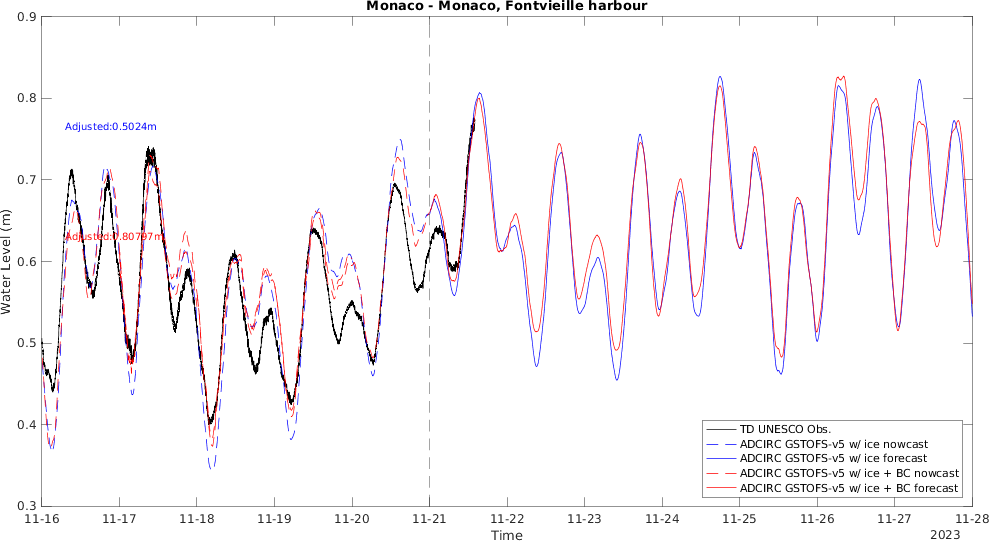 Monaco - Monaco, Fontvieille harbour
0.9
0.8
0.7
0.6
0.5
0.4
0.3
Water Level (m)
Adjusted:0.5024m
TD UNESCO Obs.
ADCIRC GSTOFS-v5 w/ ice nowcast
ADCIRC GSTOFS-v5 w/ ice forecast
ADCIRC GSTOFS-v5 w/ ice + BC nowcast
ADCIRC GSTOFS-v5 w/ ice + BC forecast
11-16 11-17 11-18 11-19 11-20 11-21 11-22 11-23 11-24 11-25 11-26 11-27 11-28
Time
2023